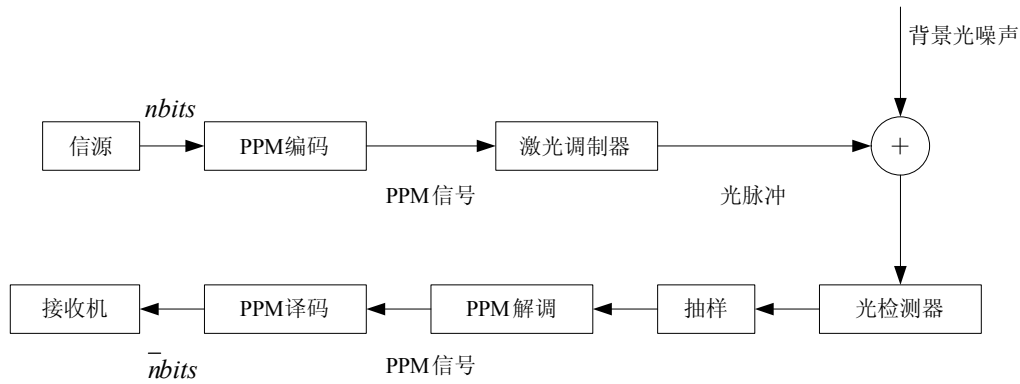 背景光噪声
nbits
信源
PPM编码
激光调制器
+
PPM信号
光脉冲
接收机
PPM译码
PPM解调
抽样
光检测器
n̄bits
PPM信号